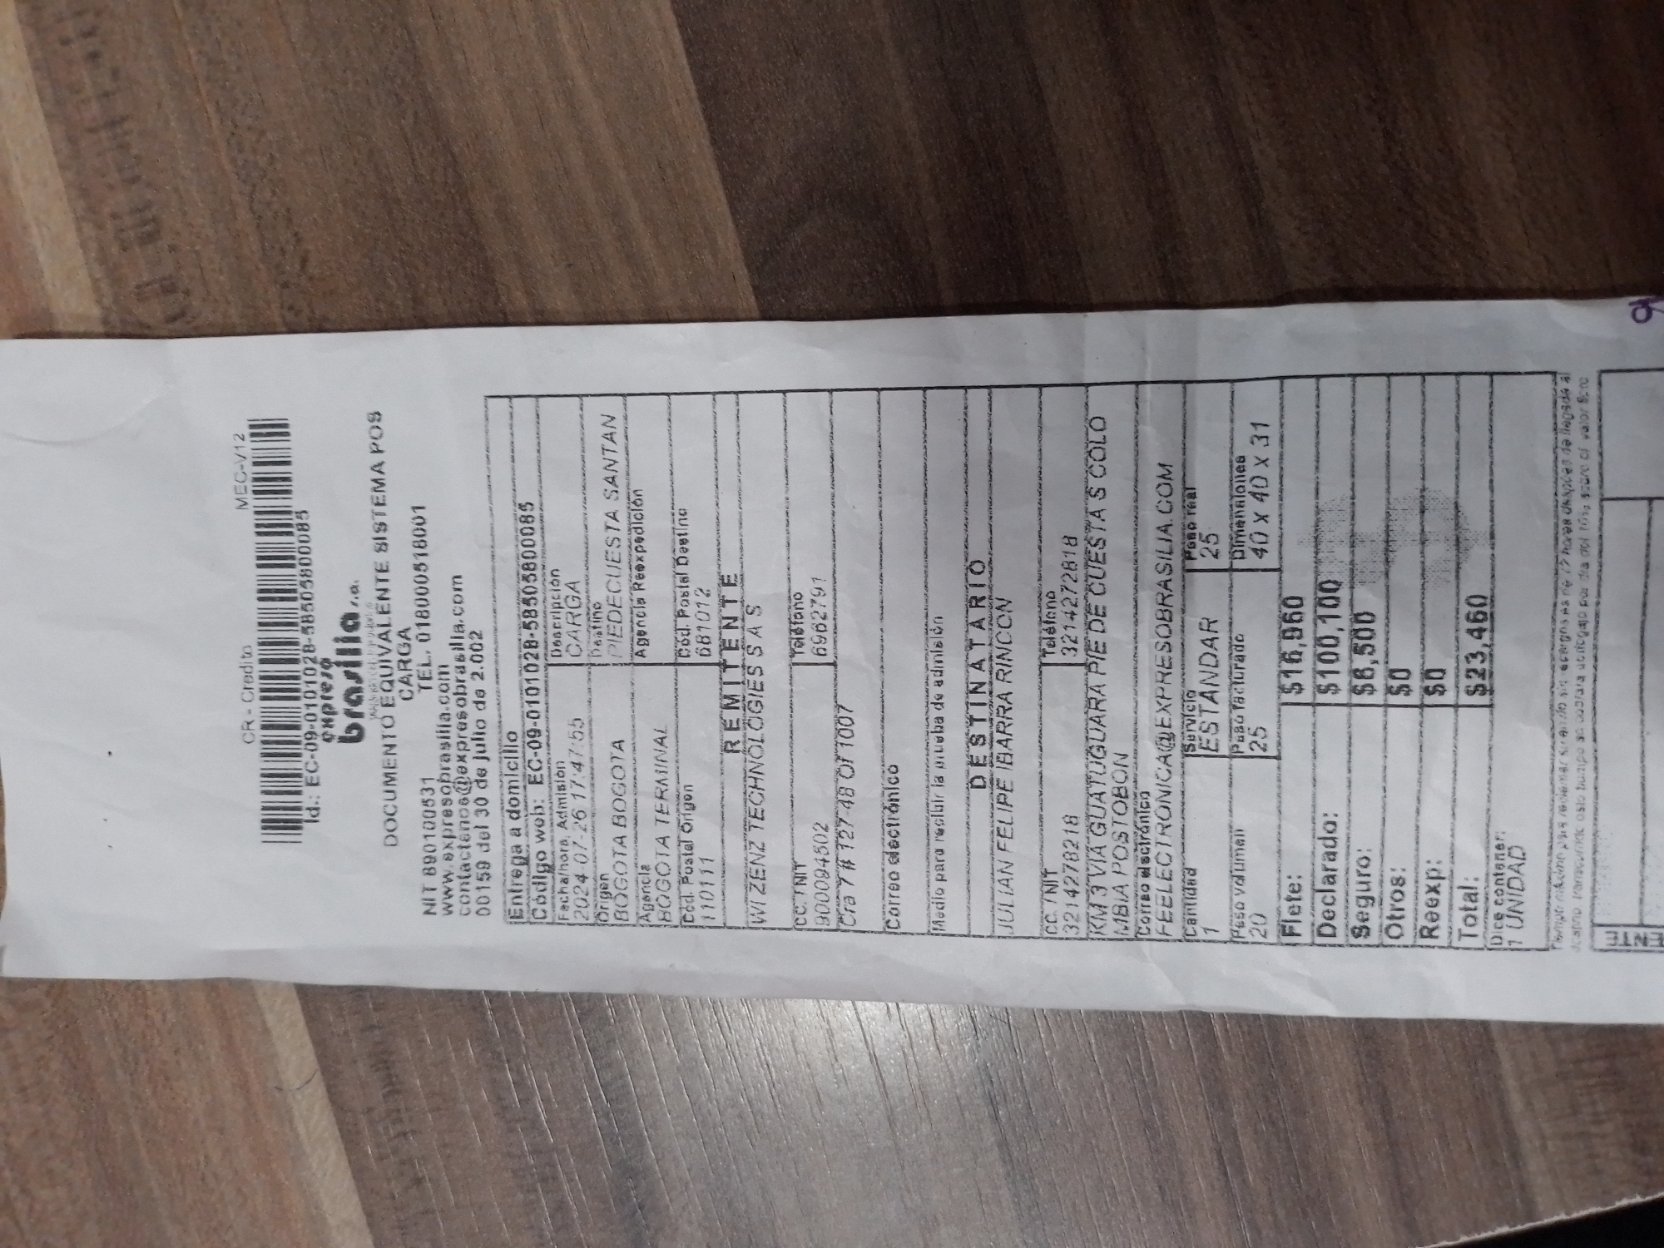 CR - Credito MEC-V12
Id.: EC-09-0101028-5850580085
expreso
brasilia s.a.
DOCUMENTO EQUIVALENTE SISTEMA POS
CARGA
NIT 890100531 TEL. 018000518001
www.expresobrasilia.com
contactenos@expresobrasilia.com
00159 del 30 de julio de 2.002
Entrega a domicilio
Código web: EC-09-0101028-5850580085
Fecha/hora, Admisión Descripción
2024-07-26 17:47:55 CARGA
Origen Destino
BOGOTA BOGOTA PIEDECUESTA SANTAN
Agencia Agencia Reexpedición
BOGOTA TERMINAL
Cod. Postal Origen Cod. Postal Destino
110111 681012
REMITENTE
WIZENZ TECHNOLOGIES S A S
CC. / NIT Teléfono
900094502 6962791
Cra 7 # 127-48 Of 1007
Correo electrónico
Medio para recibir la prueba de admisión
DESTINATARIO
JULIAN FELIPE IBARRA RINCON
CC. / NIT Teléfono
3214278218 3214272818
KM 3 VIA GUATUGUARA PIE DE CUESTA S COLO
MBIA POSTOBON
Correo electrónico
FEELECTRONICA@EXPRESOBRASILIA.COM
Cantidad Servicio Peso real
1 ESTANDAR 25
Peso volumen Peso facturado Dimensiones
20 25 40 x 40 x 31
Flete: $16,960
Declarado: $100,100
Seguro: $6,500
Otros: $0
Reexp: $0
Total: $23,460
Dice contener:
1 UNIDAD